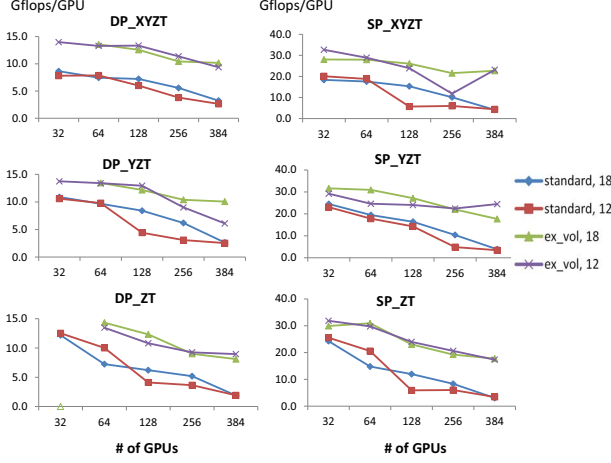 Gflops/GPU
DP_XYZT
15.0
10.0
5.0
0.0
32 64 128 256 384
Gflops/GPU
SP_XYZT
40.0
30.0
20.0
10.0
0.0
32 64 128 256 384
DP_YZT
15.0
10.0
5.0
0.0
32 64 128 256 384
SP_YZT
40.0
30.0
20.0
10.0
0.0
32 64 128 256 384
standard, 18
standard, 12
ex_vol, 18
ex_vol, 12
DP_ZT
20.0
15.0
10.0
5.0
0.0
32 64 128 256 384
# of GPUs
SP_ZT
40.0
30.0
20.0
10.0
0.0
32 64 128 256 384
# of GPUs